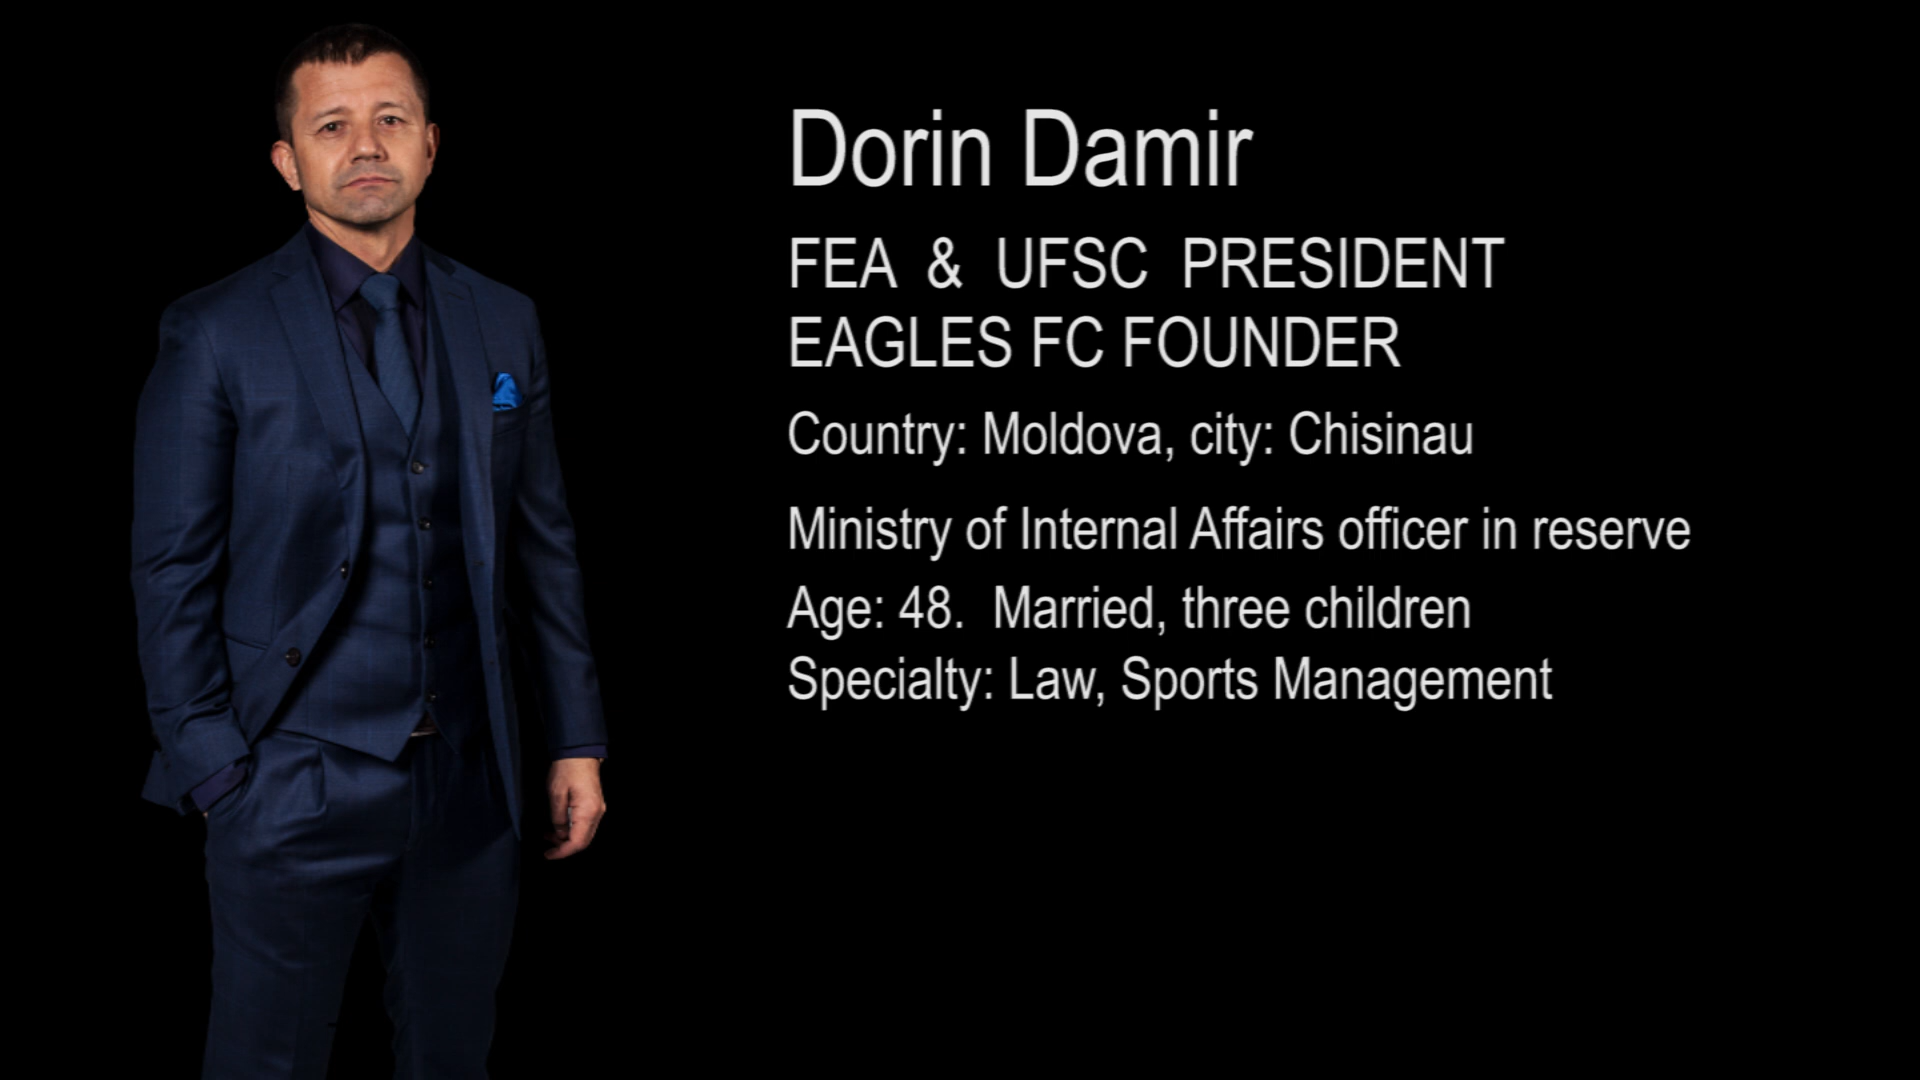 Dorin Damir
FEA & UFSC PRESIDENT
EAGLES FC FOUNDER
Country: Moldova, city: Chisinau
Ministry of Internal Affairs officer in reserve
Age: 48. Married, three children
Specialty: Law, Sports Management